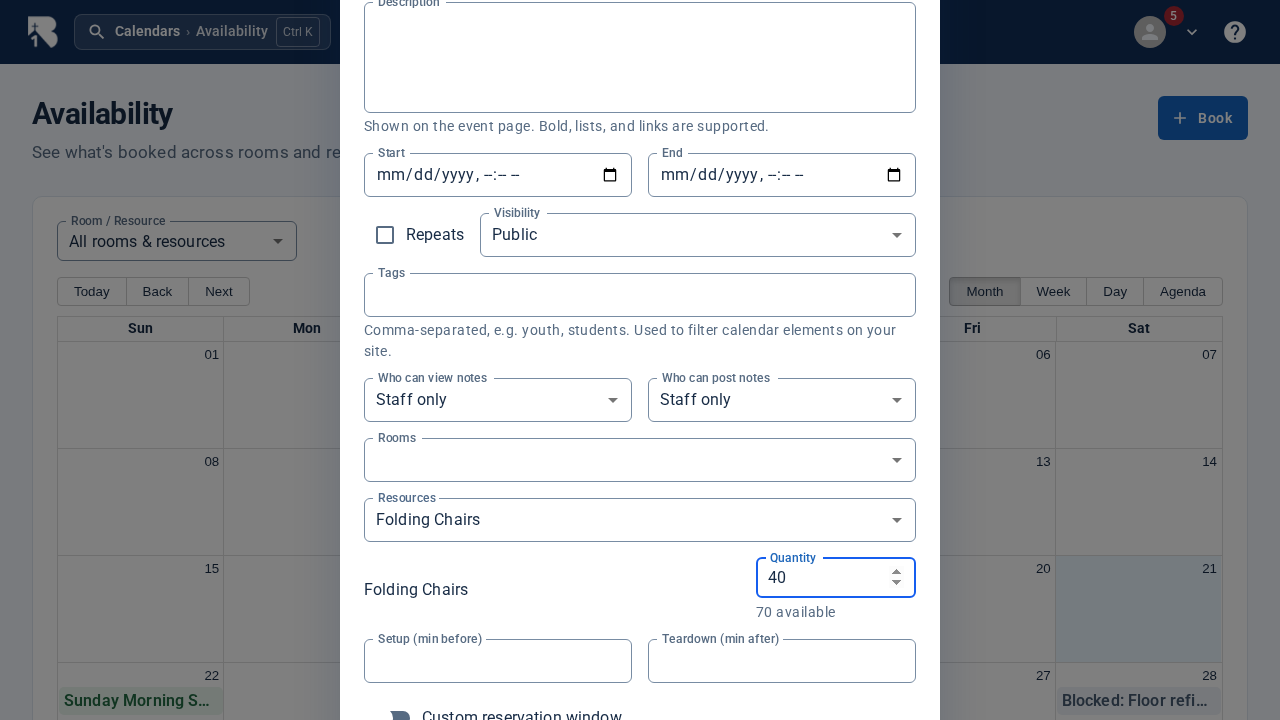 Description
Calendars › Availability Ctrl K
5
Availability
Book
See what's booked across rooms and re
Shown on the event page. Bold, lists, and links are supported.
Start
mm/dd/yyyy, --:-- --
End
mm/dd/yyyy, --:-- --
Room / Resource
All rooms & resources
Repeats
Visibility
Public
Tags
Today Back Next
Month Week Day Agenda
Comma-separated, e.g. youth, students. Used to filter calendar elements on your
site.
Sun Mon Fri Sat
01 06 07
Who can view notes
Staff only
Who can post notes
Staff only
Rooms
08 13 14
Resources
Folding Chairs
15 20 21
Folding Chairs
Quantity
40
70 available
Setup (min before)
Teardown (min after)
22 27 28
Sunday Morning S...
Blocked: Floor refi...
Custom reservation window